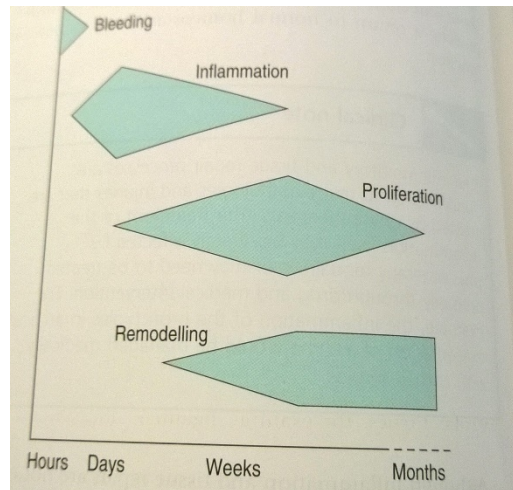 Bleeding
Inflammation
Proliferation
Remodelling
Hours Days Weeks Months